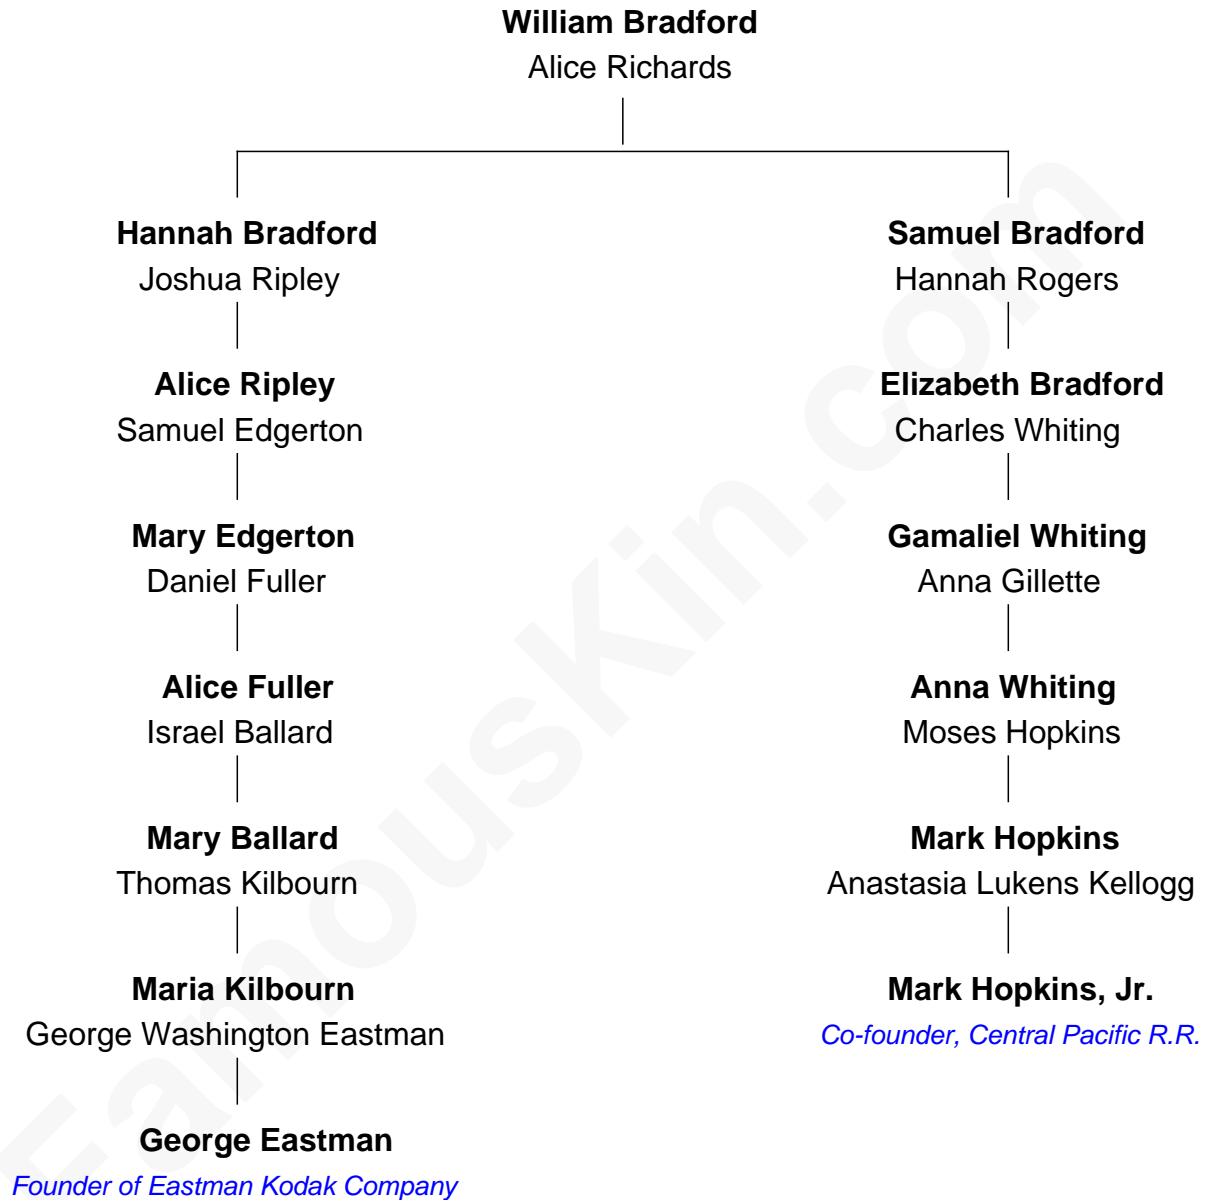 William Bradford
Alice Richards
Hannah Bradford
Joshua Ripley
Samuel Bradford
Hannah Rogers
Alice Ripley
Samuel Edgerton
Elizabeth Bradford
Charles Whiting
Mary Edgerton
Daniel Fuller
Gamaliel Whiting
Anna Gillette
Alice Fuller
Israel Ballard
Anna Whiting
Moses Hopkins
Mary Ballard
Thomas Kilbourn
Mark Hopkins
Anastasia Lukens Kellogg
Maria Kilbourn
George Washington Eastman
Mark Hopkins, Jr.
Co-founder, Central Pacific R.R.
George Eastman
Founder of Eastman Kodak Company
FamousKin.com